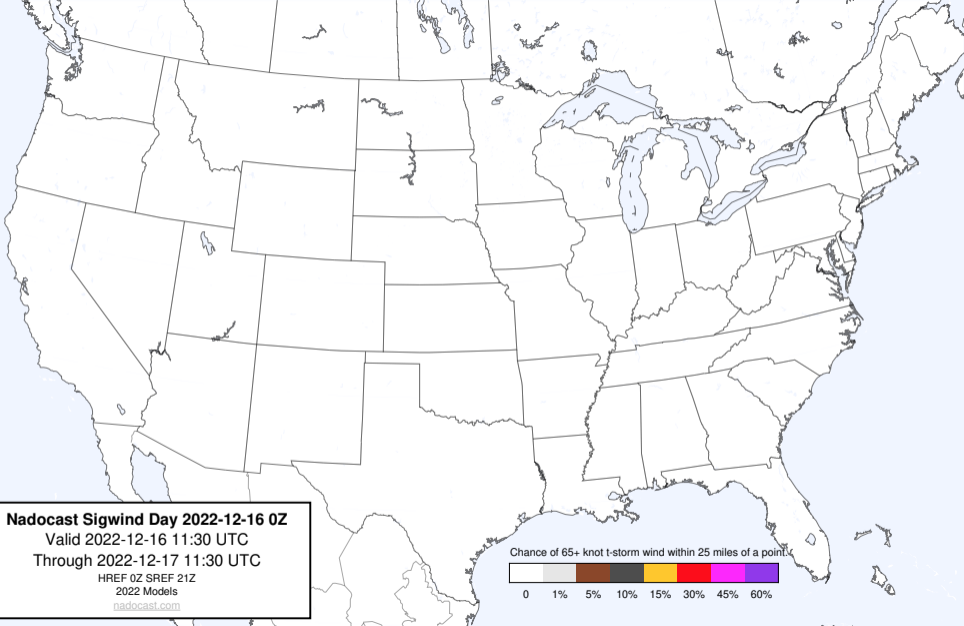 Nadocast Sigwind Day 2022-12-16 0Z
Valid 2022-12-16 11:30 UTC
Through 2022-12-17 11:30 UTC
HREF 0Z SREF 21Z
2022 Models
nadocast.com
Chance of 65+ knot t-storm wind within 25 miles of a point.
0 1% 5% 10% 15% 30% 45% 60%